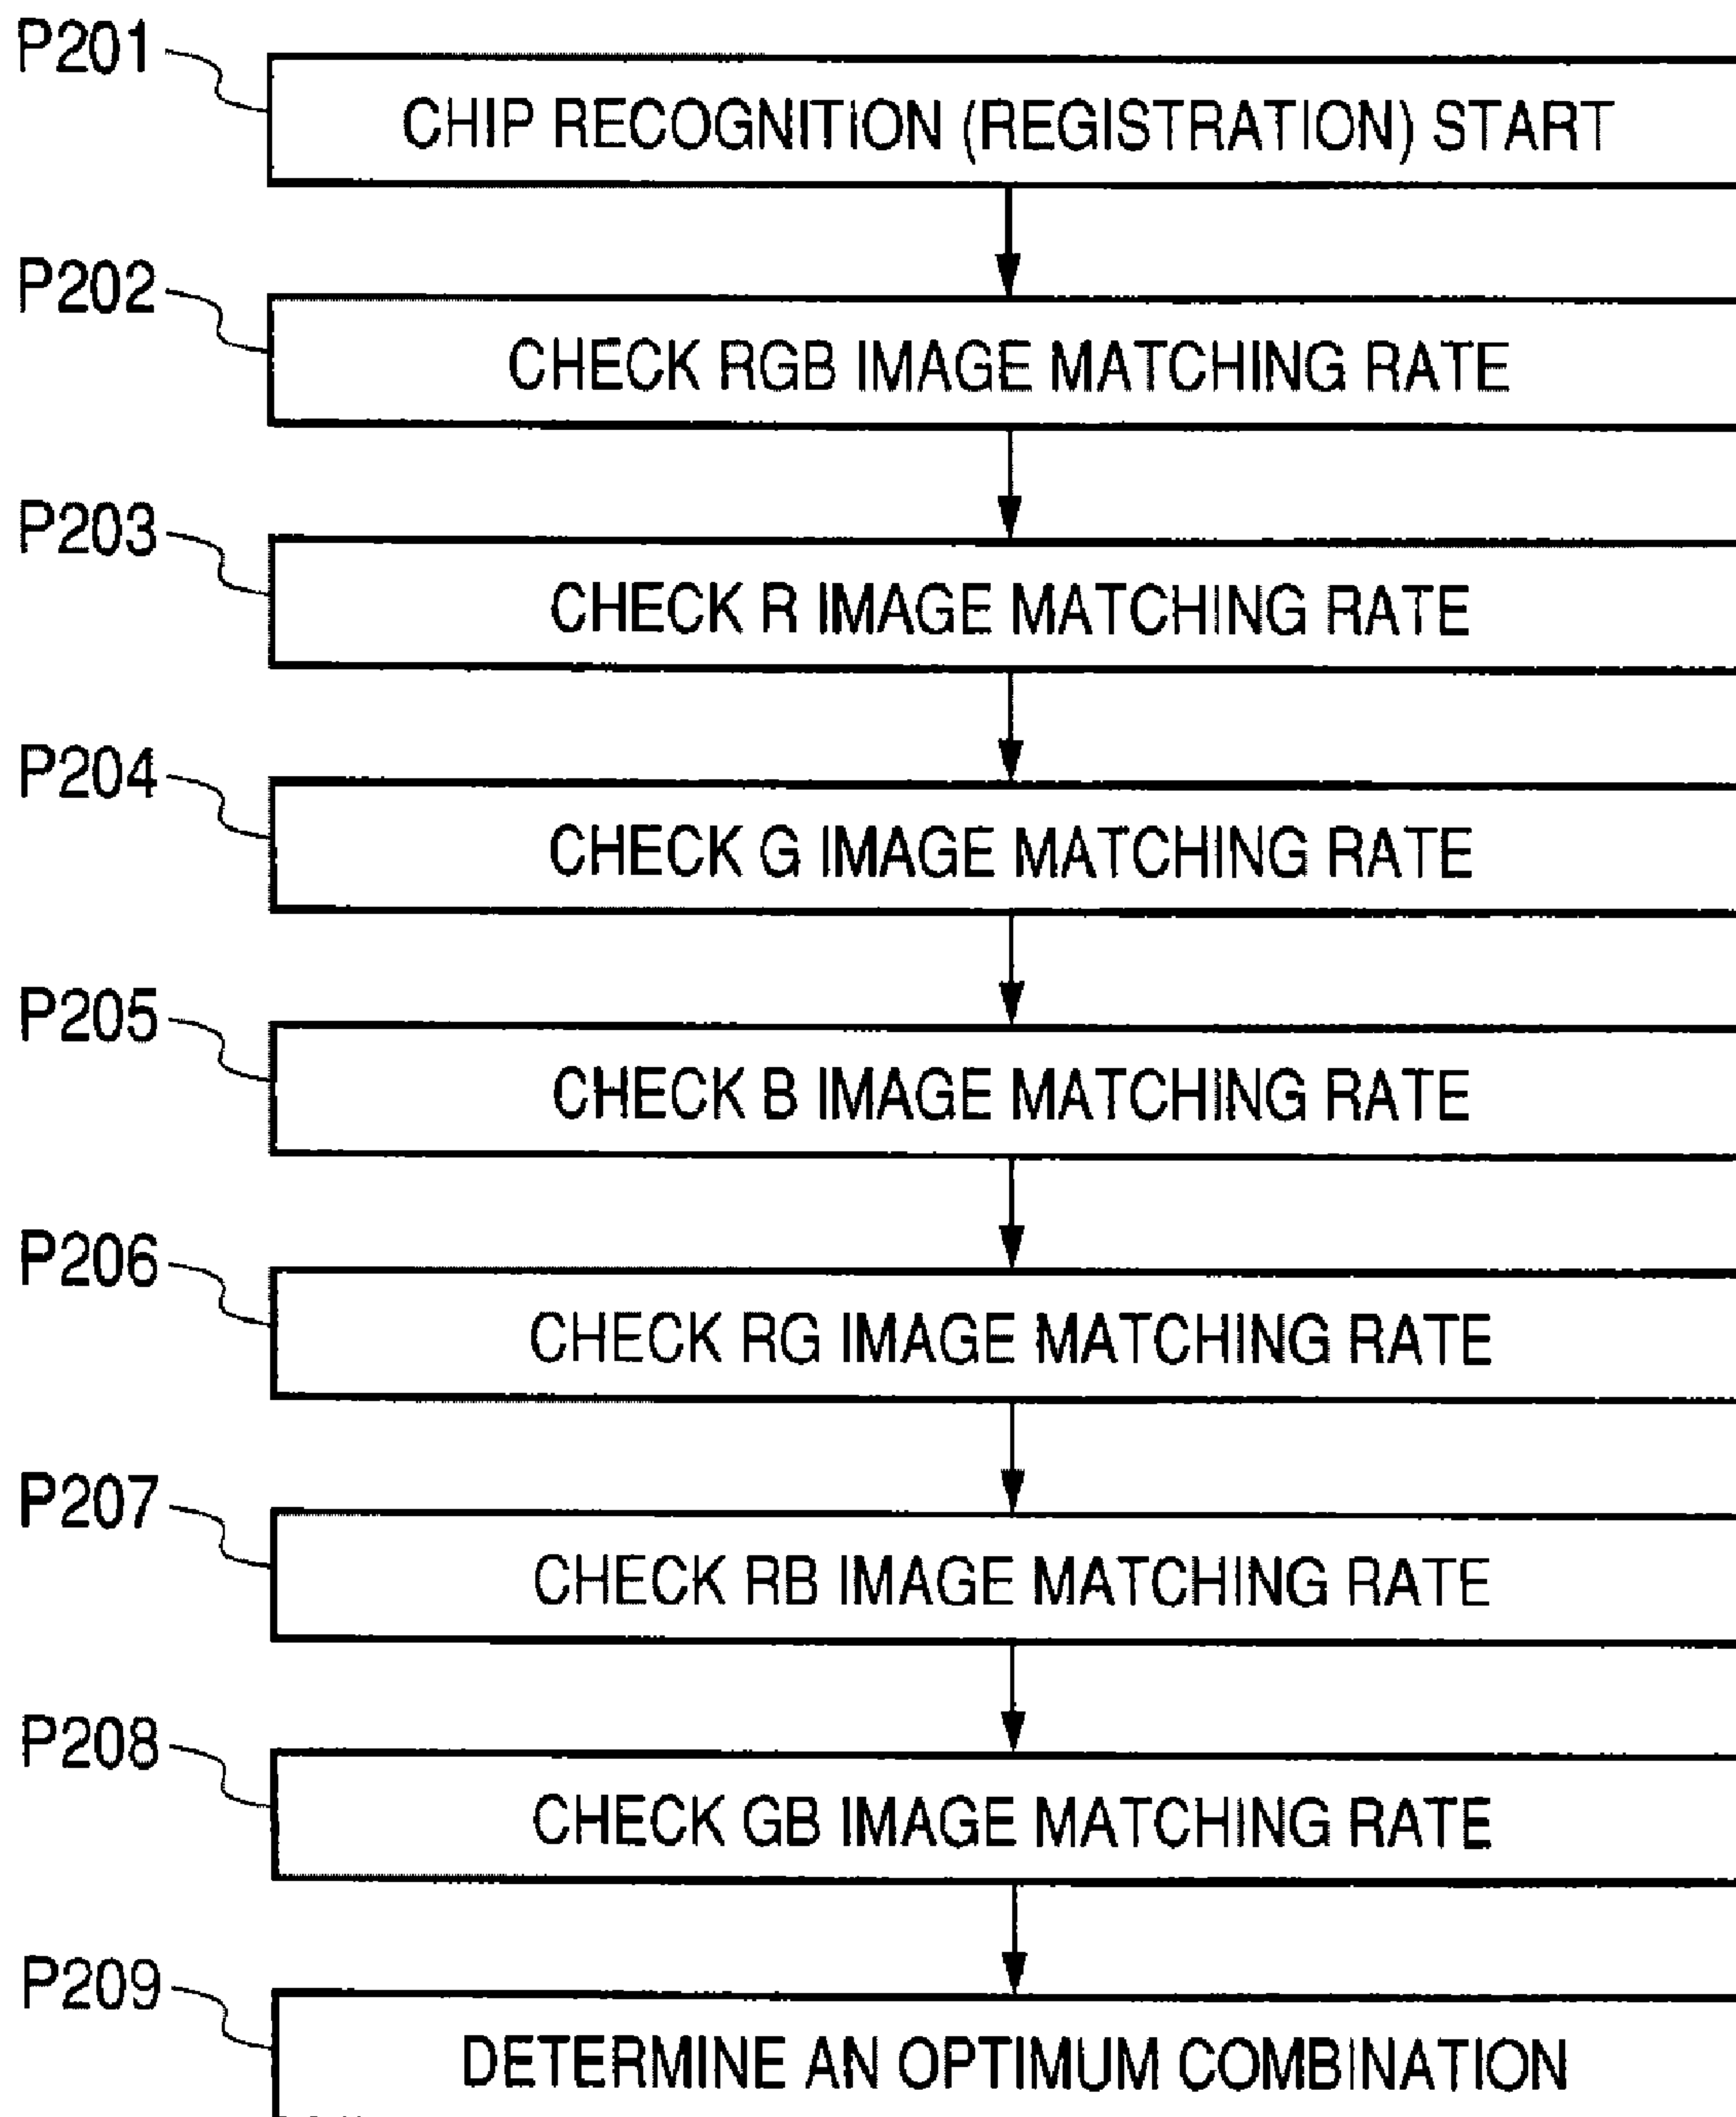 P201
CHIP RECOGNITION (REGISTRATION) START
P202
CHECK RGB IMAGE MATCHING RATE
P203
CHECK R IMAGE MATCHING RATE
P204
CHECK G IMAGE MATCHING RATE
P205
CHECK B IMAGE MATCHING RATE
P206
CHECK RG IMAGE MATCHING RATE
P207
CHECK RB IMAGE MATCHING RATE
P208
CHECK GB IMAGE MATCHING RATE
P209
DETERMINE AN OPTIMUM COMBINATION